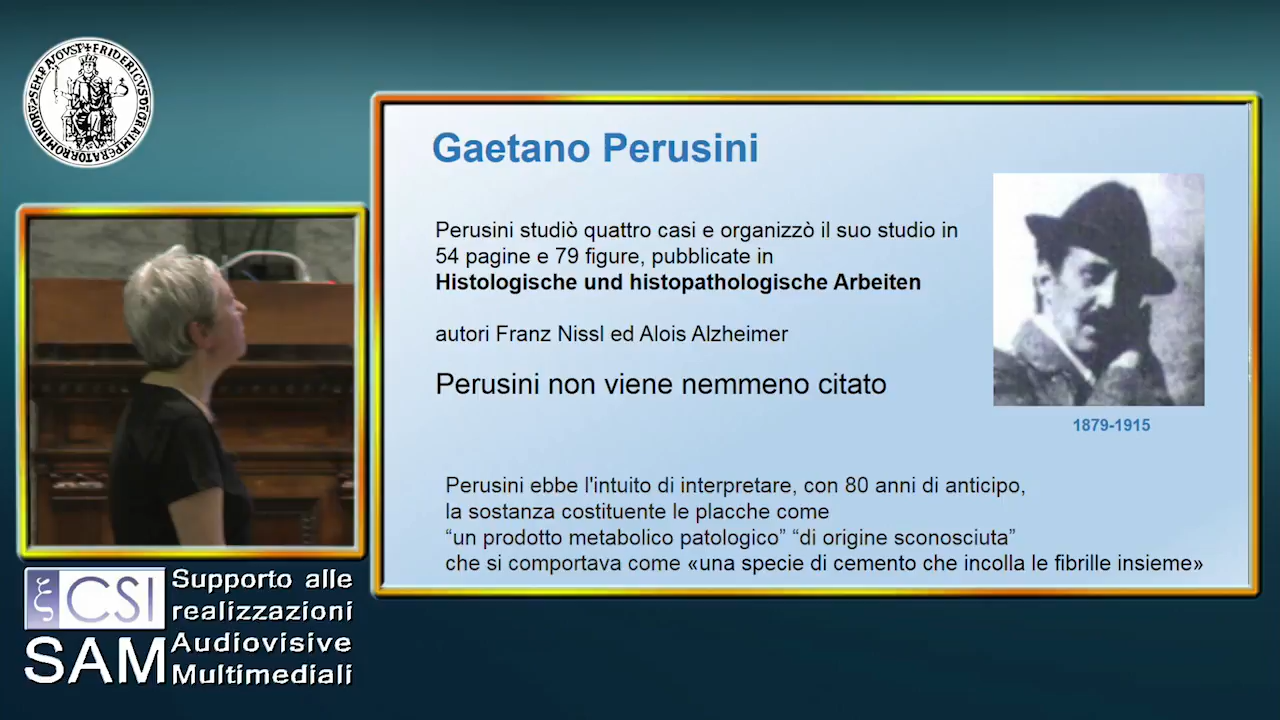 Gaetano Perusini
Perusini studiò quattro casi e organizzò il suo studio in
54 pagine e 79 figure, pubblicate in
Histologische und histopathologische Arbeiten
autori Franz Nissl ed Alois Alzheimer
Perusini non viene nemmeno citato
1879-1915
Perusini ebbe l'intuito di interpretare, con 80 anni di anticipo,
la sostanza costituente le placche come
“un prodotto metabolico patologico” “di origine sconosciuta”
che si comportava come «una specie di cemento che incolla le fibrille insieme»
CSI
SAM
Supporto alle
realizzazioni
Audiovisive
Multimediali